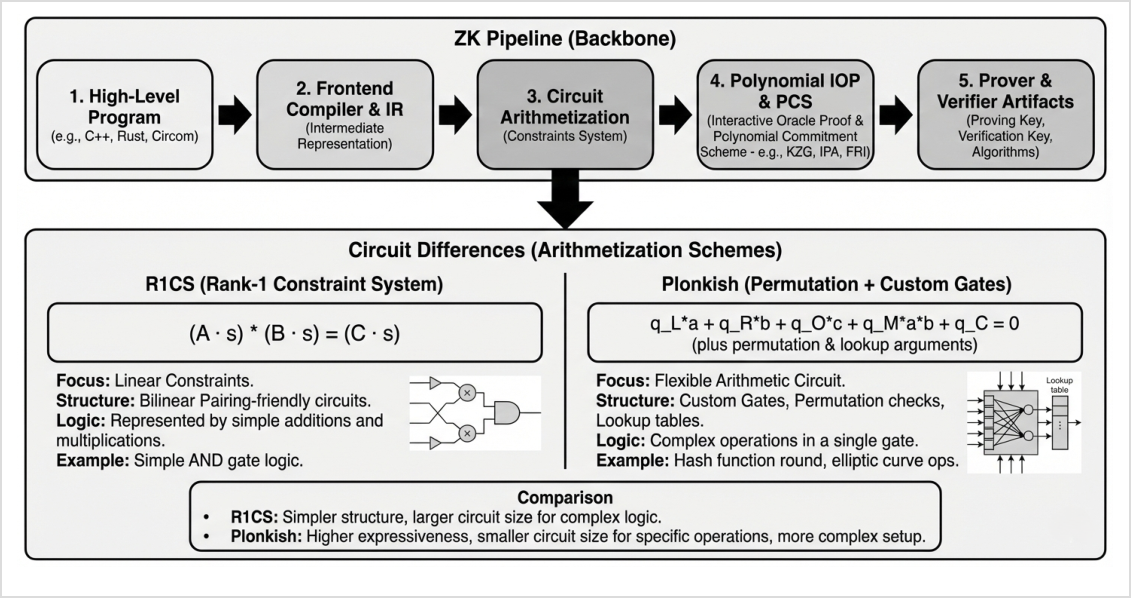 ZK Pipeline (Backbone)
1. High-Level
Program
(e.g., C++, Rust, Circom)
2. Frontend
Compiler & IR
(Intermediate
Representation)
3. Circuit
Arithmetization
(Constraints System)
4. Polynomial IOP
& PCS
(Interactive Oracle Proof &
Polynomial Commitment
Scheme - e.g., KZG, IPA, FRI)
5. Prover &
Verifier Artifacts
(Proving Key,
Verification Key,
Algorithms)
Circuit Differences (Arithmetization Schemes)
R1CS (Rank-1 Constraint System)
(A · s) * (B · s) = (C · s)
Focus: Linear Constraints.
Structure: Bilinear Pairing-friendly circuits.
Logic: Represented by simple additions and
multiplications.
Example: Simple AND gate logic.
×
×
Plonkish (Permutation + Custom Gates)
q_L*a + q_R*b + q_O*c + q_M*a*b + q_C = 0
(plus permutation & lookup arguments)
Focus: Flexible Arithmetic Circuit.
Structure: Custom Gates, Permutation checks,
Lookup tables.
Logic: Complex operations in a single gate.
Example: Hash function round, elliptic curve ops.
Lookup
table
Comparison
• R1CS: Simpler structure, larger circuit size for complex logic.
• Plonkish: Higher expressiveness, smaller circuit size for specific operations, more complex setup.